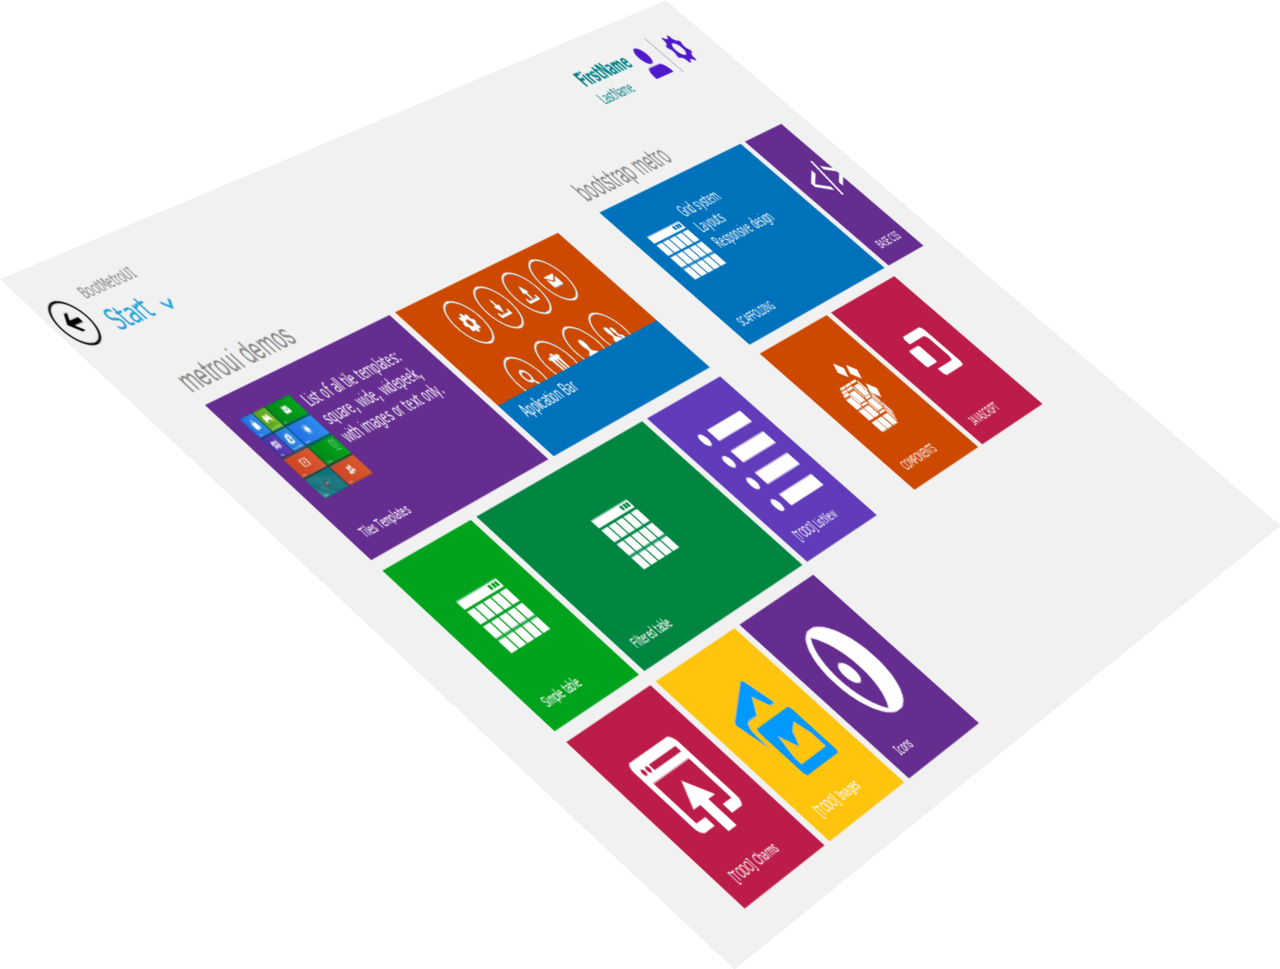 FirstName
LastName
BootMetroUI
Start
metroui demos
List of all tile templates:
square, wide, widepeek,
with images or text only.
Tiles Templates
Application Bar
Simple table
Filtered table
[TODO] ListView
[TODO] Charms
[TODO] Images
Icons
bootstrap metro
Grid system
Layouts
Responsive design
SCAFFOLDING
BASE CSS
COMPONENTS
JAVASCRIPT